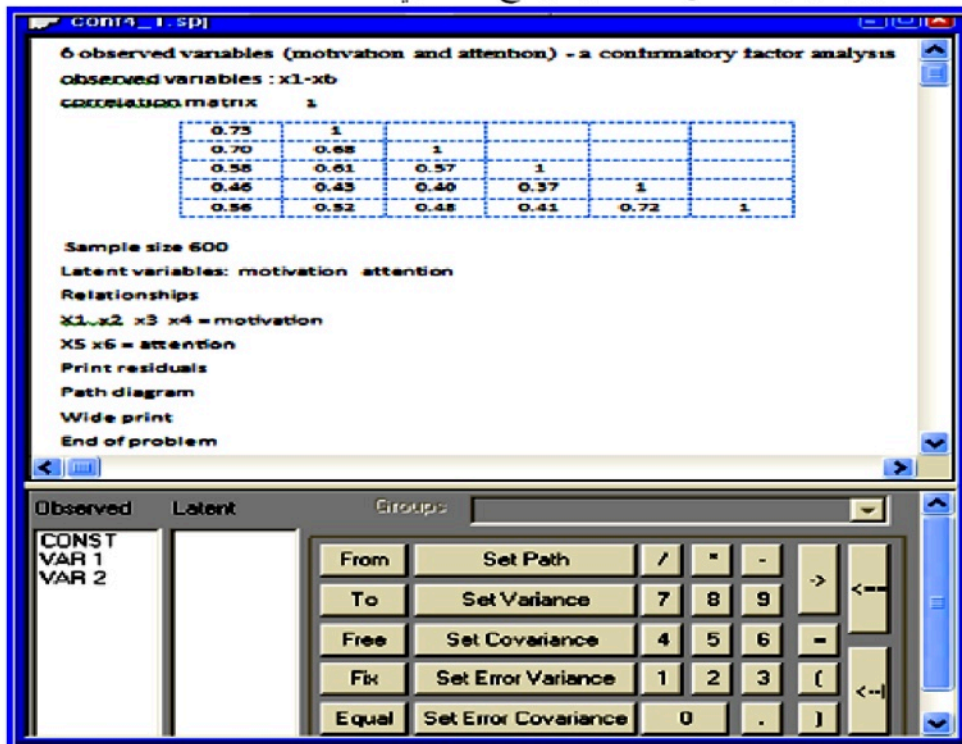 conf4_1.spj
6 observed variables (motivation and attention) - a confirmatory factor analysis
observed variables : x1-x6
correlation matrix 1
0.73 1
0.70 0.68 1
0.58 0.61 0.57 1
0.46 0.43 0.40 0.37 1
0.56 0.52 0.48 0.41 0.72 1
Sample size 600
Latent variables: motivation attention
Relationships
X1 x2 x3 x4 = motivation
X5 x6 = attention
Print residuals
Path diagram
Wide print
End of problem
Observed Latent Groups
CONST
VAR 1
VAR 2
From Set Path / * - -> <==
To Set Variance 7 8 9
Free Set Covariance 4 5 6 =
Fix Set Error Variance 1 2 3 ( <--|
Equal Set Error Covariance 0 . )